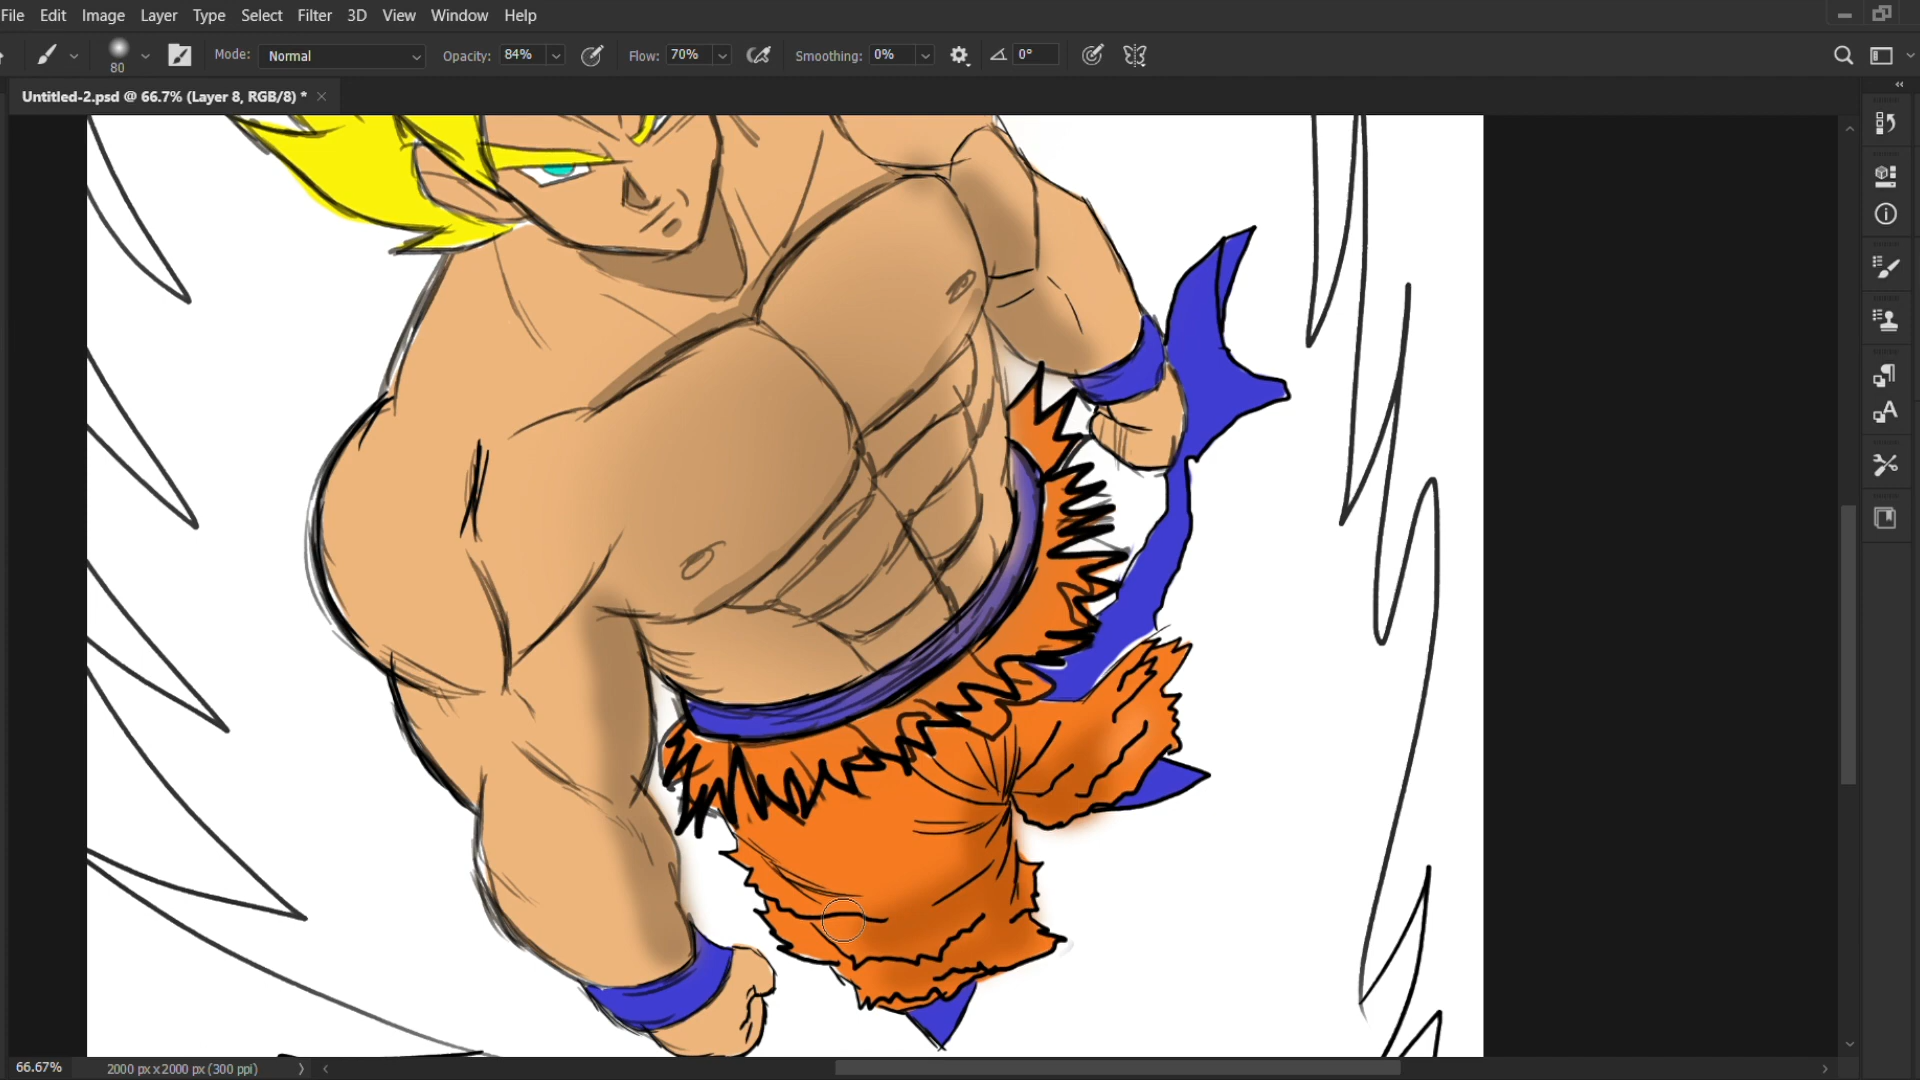 File Edit Image Layer Type Select Filter 3D View Window Help
80 Mode: Normal Opacity: 84% Flow: 70% Smoothing: 0% 0°
Untitled-2.psd @ 66.7% (Layer 8, RGB/8) *
66.67% 2000 px x 2000 px (300 ppi)